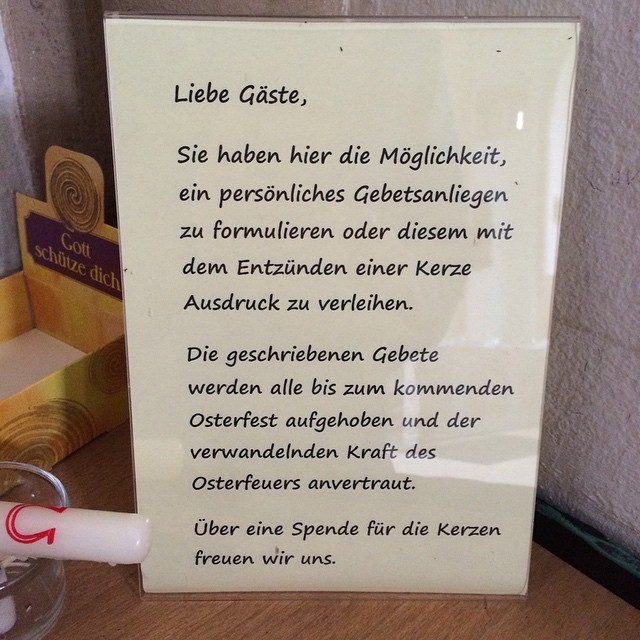 Liebe Gäste,
Sie haben hier die Möglichkeit,
ein persönliches Gebetsanliegen
zu formulieren oder diesem mit
dem Entzünden einer Kerze
Ausdruck zu verleihen.
Die geschriebenen Gebete
werden alle bis zum kommenden
Osterfest aufgehoben und der
verwandelnden Kraft des
Osterfeuers anvertraut.
Über eine Spende für die Kerzen
freuen wir uns.
Gott
schütze dich